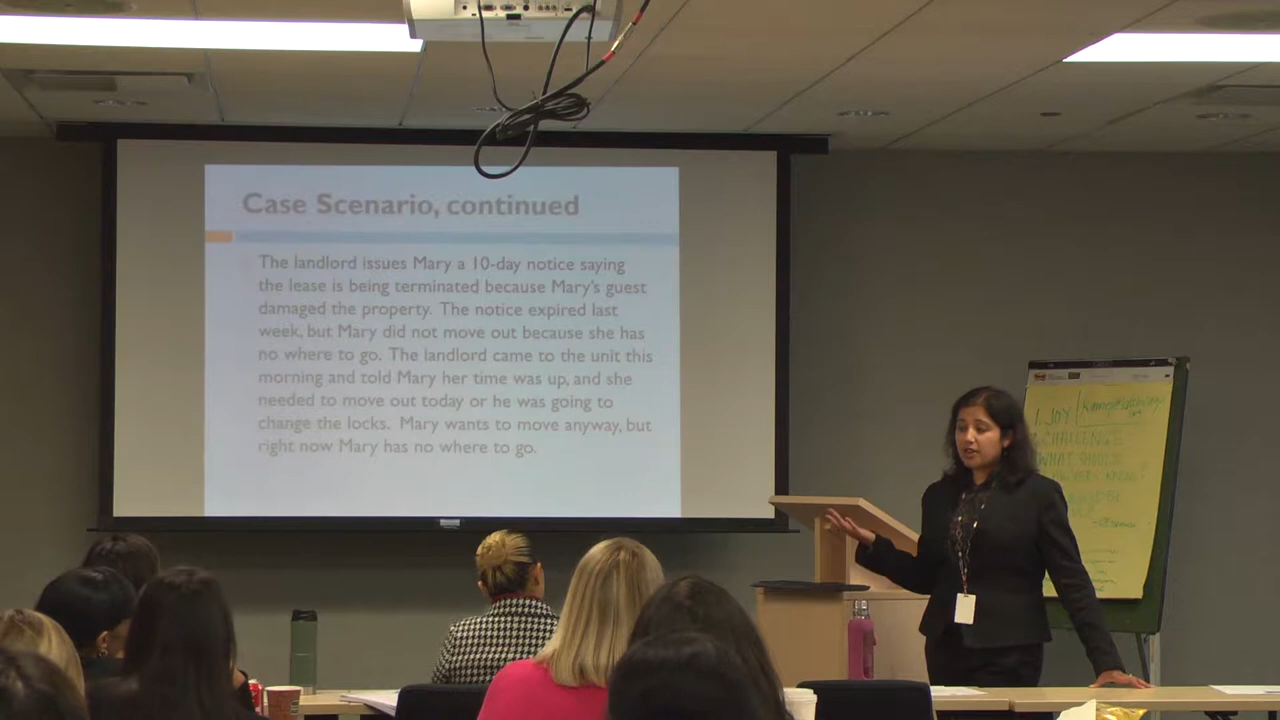 Case Scenario, continued
The landlord issues Mary a 10-day notice saying
the lease is being terminated because Mary's guest
damaged the property. The notice expired last
week, but Mary did not move out because she has
no where to go. The landlord came to the unit this
morning and told Mary her time was up, and she
needed to move out today or he was going to
change the locks. Mary wants to move anyway, but
right now Mary has no where to go.
1. JOY
CHALLENGE
WHAT SHOULD
LAWYERS KNOW?